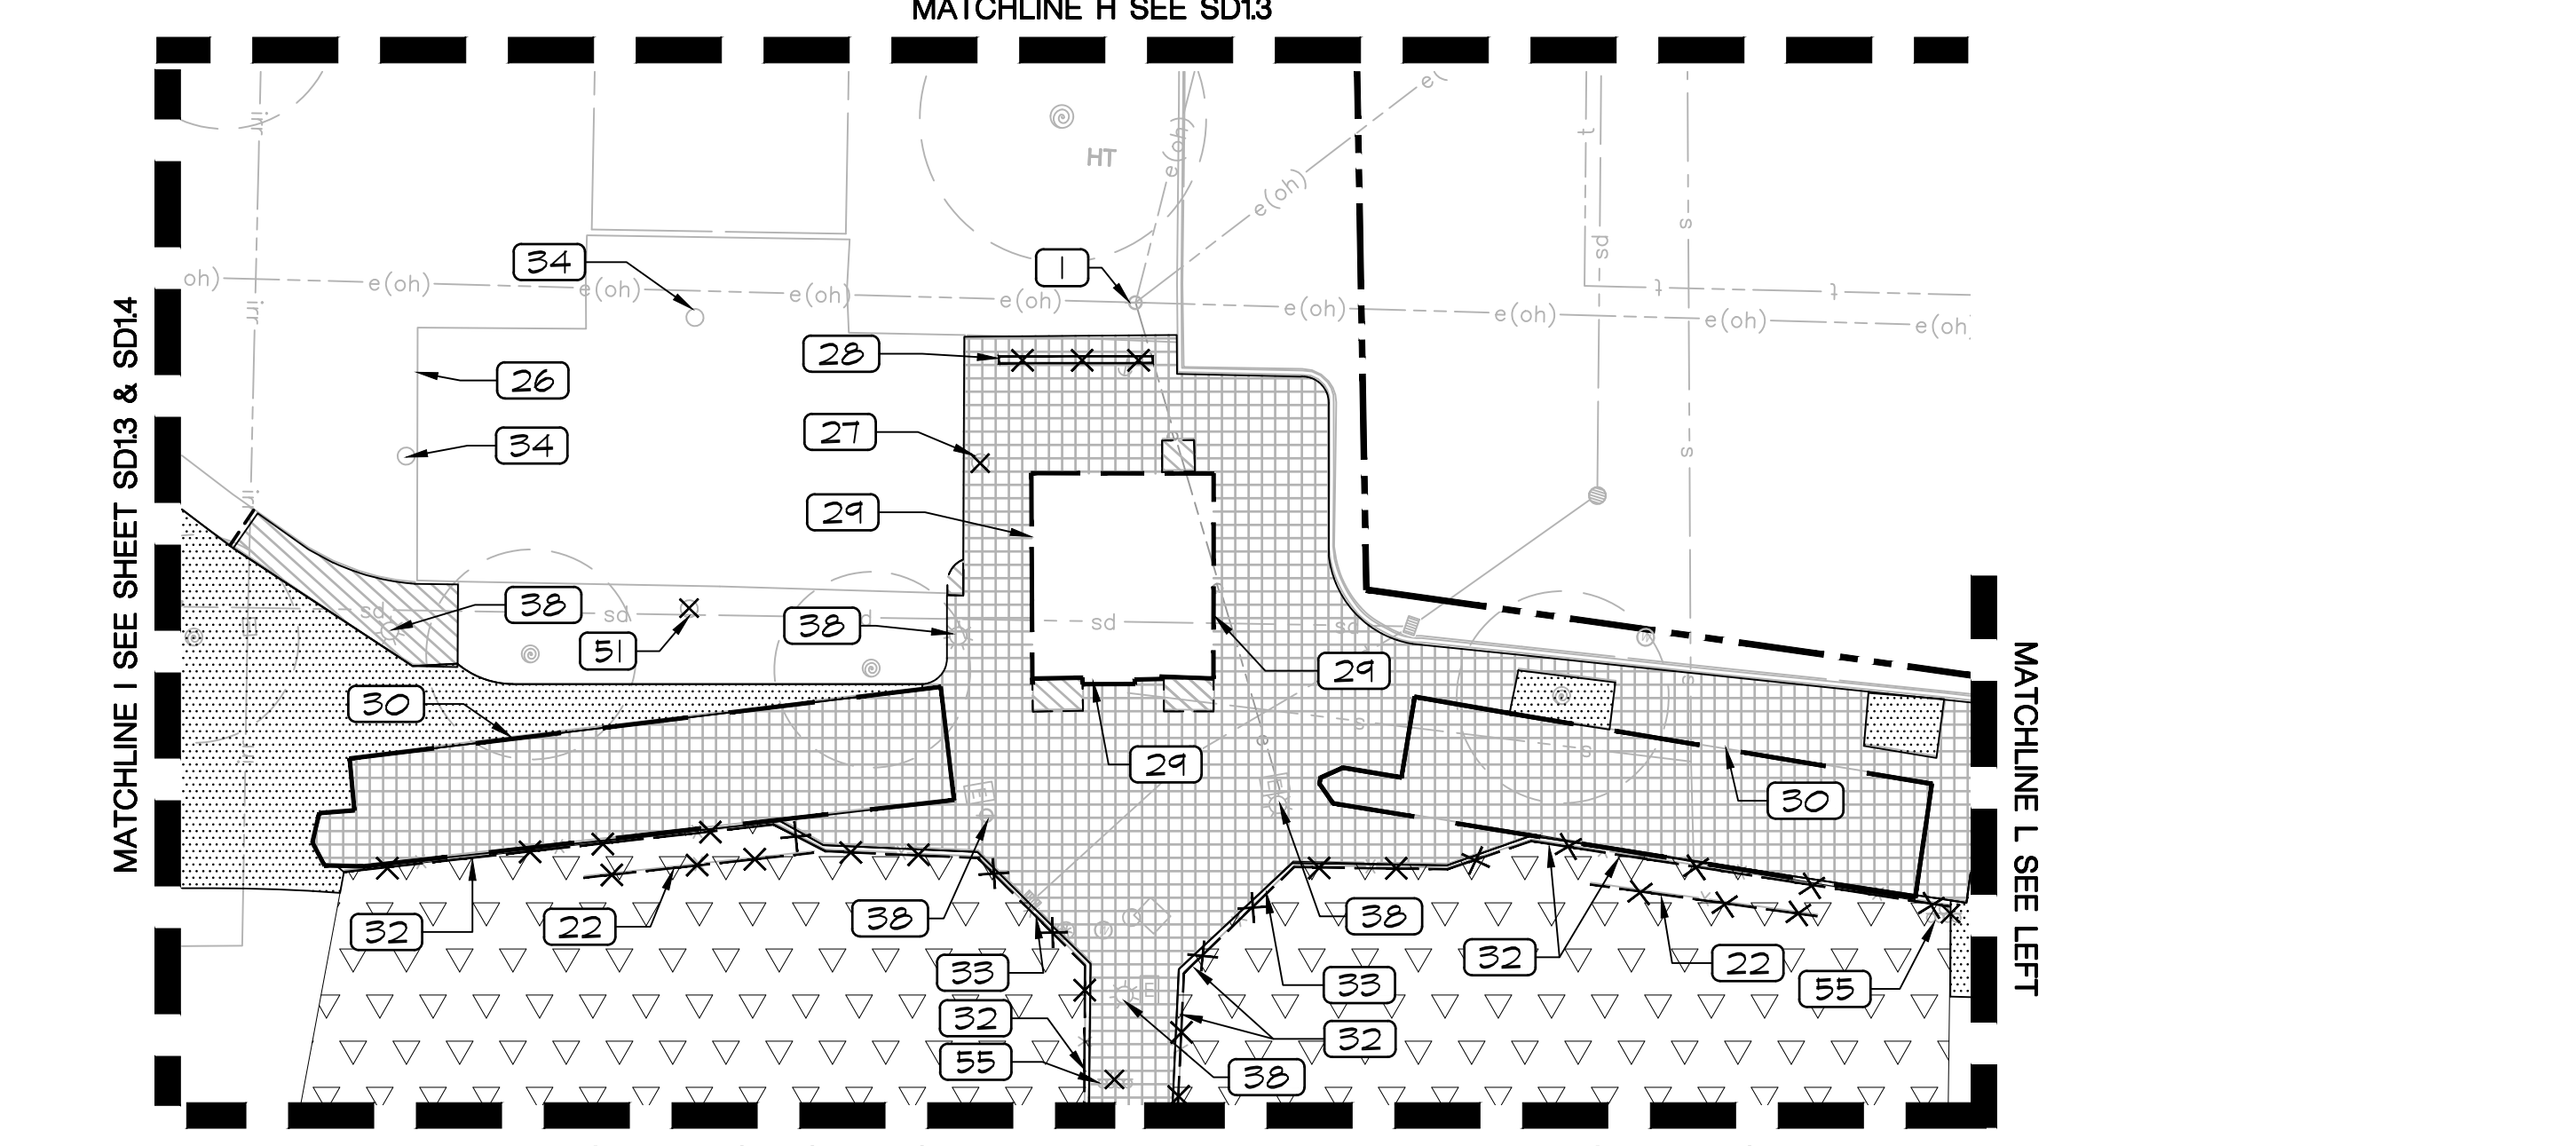 MATCHLINE H SEE SD1.3
MATCHLINE I SEE SHEET SD1.3 & SD1.4
MATCHLINE L SEE LEFT
irr
irr
HT
e(oh)
e(oh)
t
sd
s
34
1
oh)
e(oh)
e(oh)
e(oh)
e(oh)
e(oh)
e(oh)
e(oh)
e(oh)
t
t
28
26
27
34
s
29
38
sd
sd
51
38
sd
sd
29
30
29
s
s
e
30
E
E
32
22
38
38
33
32
22
33
55
E
32
32
55
38